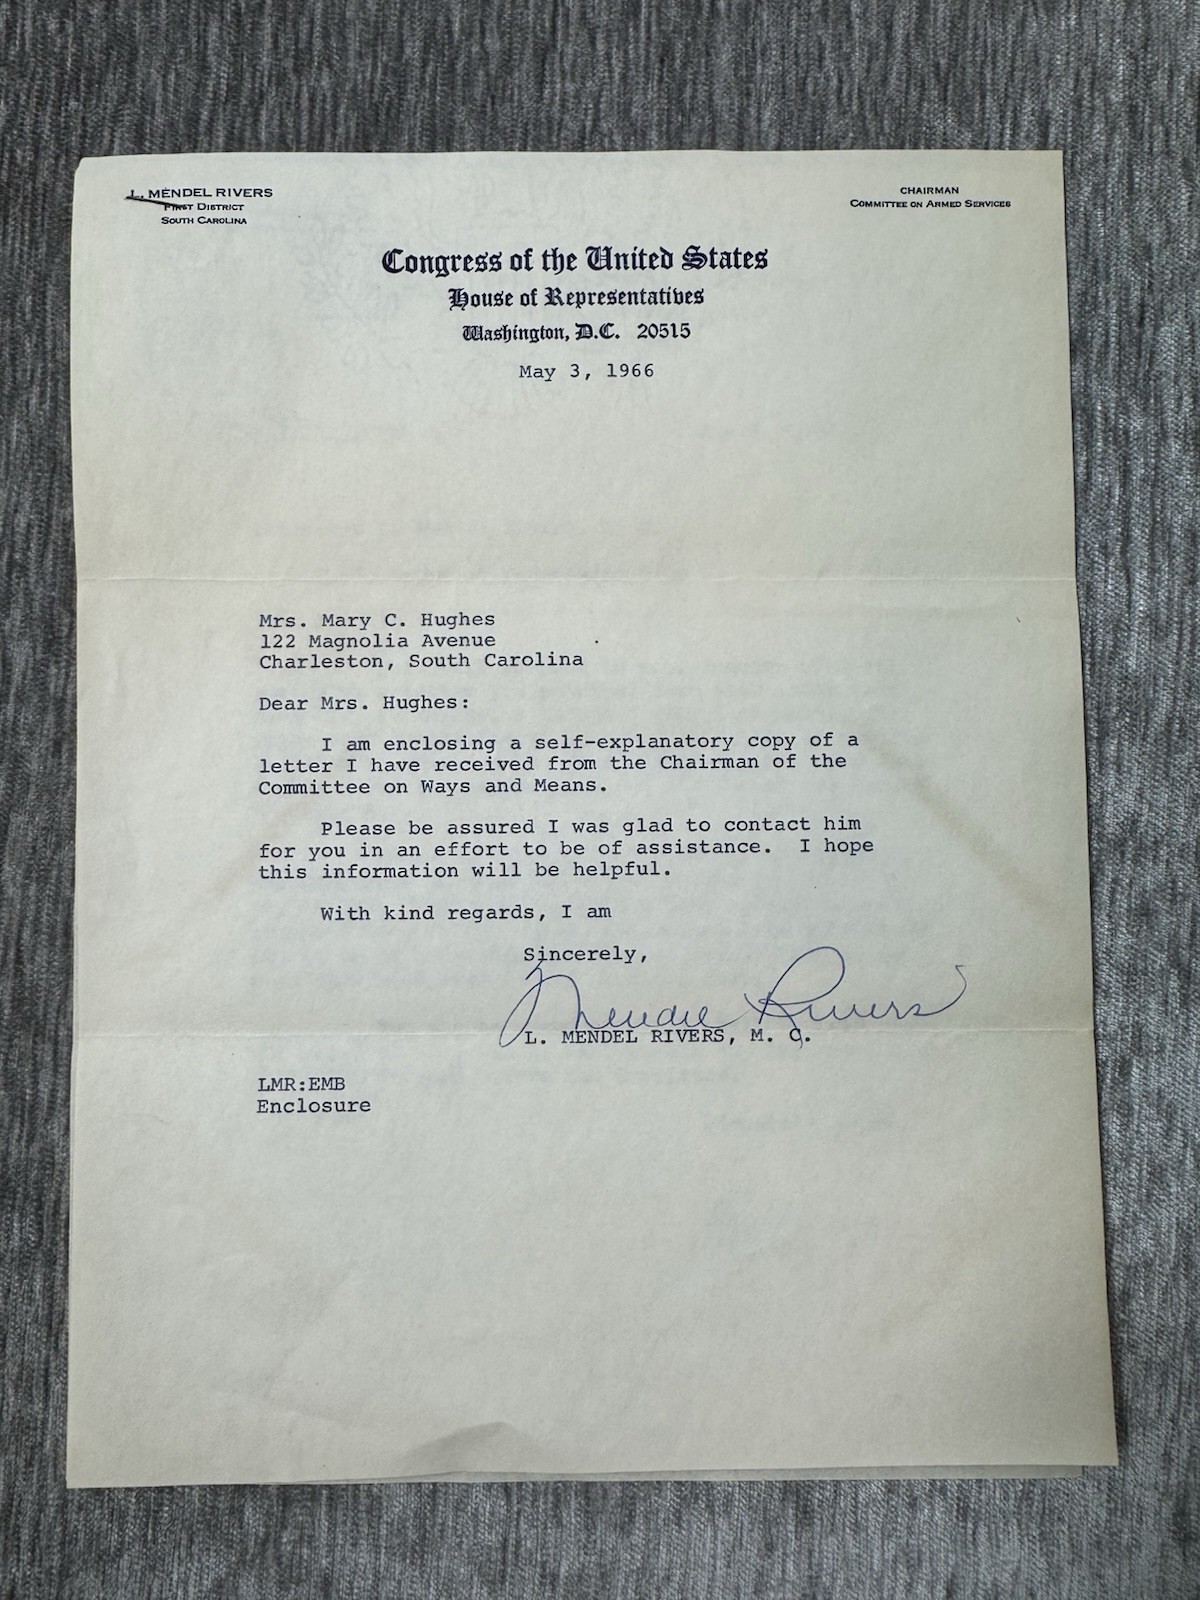 L. MENDEL RIVERS
FIRST DISTRICT
SOUTH CAROLINA
CHAIRMAN
COMMITTEE ON ARMED SERVICES
Congress of the United States
House of Representatives
Washington, D.C. 20515
May 3, 1966
Mrs. Mary C. Hughes
122 Magnolia Avenue
Charleston, South Carolina
Dear Mrs. Hughes:
I am enclosing a self-explanatory copy of a
letter I have received from the Chairman of the
Committee on Ways and Means.
Please be assured I was glad to contact him
for you in an effort to be of assistance. I hope
this information will be helpful.
With kind regards, I am
Sincerely,
Mendel Rivers
L. MENDEL RIVERS, M. C.
LMR:EMB
Enclosure